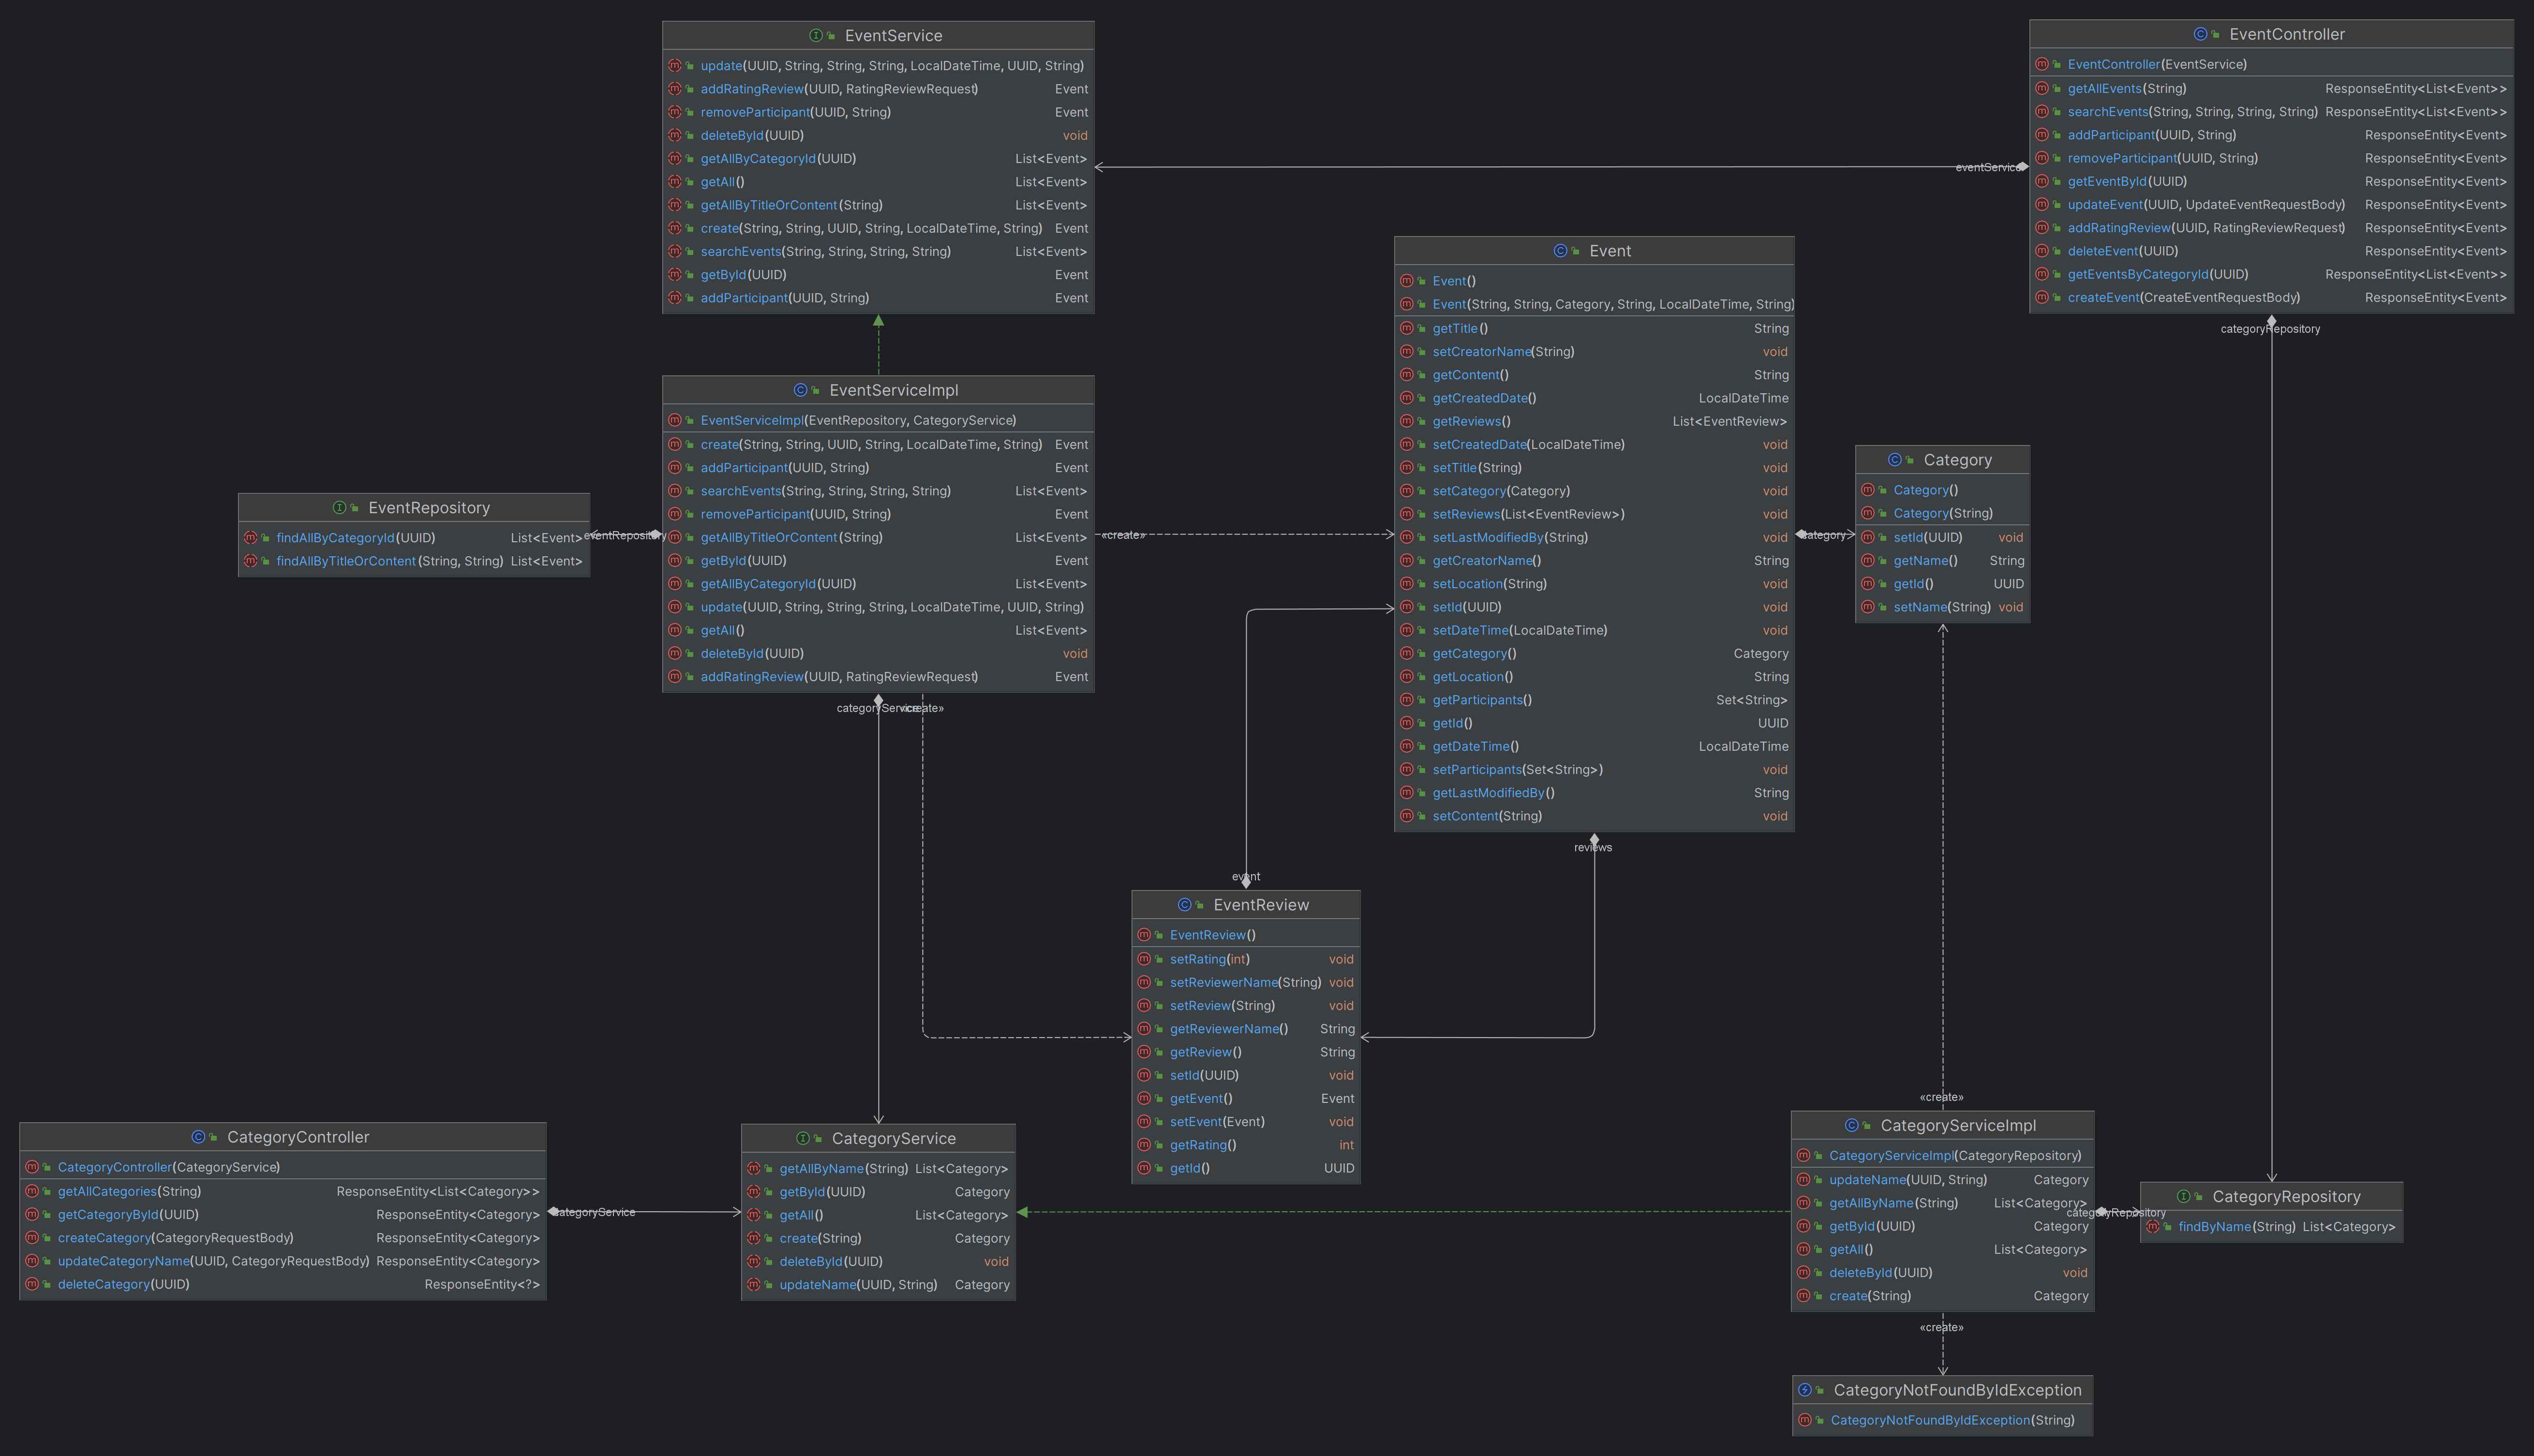 EventService
update(UUID, String, String, String, LocalDateTime, UUID, String)
addRatingReview(UUID, RatingReviewRequest) Event
removeParticipant(UUID, String) Event
deleteById(UUID) void
getAllByCategoryId(UUID) List<Event>
getAll() List<Event>
getAllByTitleOrContent(String) List<Event>
create(String, String, UUID, String, LocalDateTime, String) Event
searchEvents(String, String, String, String) List<Event>
getById(UUID) Event
addParticipant(UUID, String) Event
EventController
EventController(EventService)
getAllEvents(String) ResponseEntity<List<Event>>
searchEvents(String, String, String, String) ResponseEntity<List<Event>>
addParticipant(UUID, String) ResponseEntity<Event>
removeParticipant(UUID, String) ResponseEntity<Event>
getEventById(UUID) ResponseEntity<Event>
updateEvent(UUID, UpdateEventRequestBody) ResponseEntity<Event>
addRatingReview(UUID, RatingReviewRequest) ResponseEntity<Event>
deleteEvent(UUID) ResponseEntity<Event>
getEventsByCategoryId(UUID) ResponseEntity<List<Event>>
createEvent(CreateEventRequestBody) ResponseEntity<Event>
eventService
categoryRepository
Event
Event()
Event(String, String, Category, String, LocalDateTime, String)
getTitle() String
setCreatorName(String) void
getContent() String
getCreatedDate() LocalDateTime
getReviews() List<EventReview>
setCreatedDate(LocalDateTime) void
setTitle(String) void
setCategory(Category) void
setReviews(List<EventReview>) void
setLastModifiedBy(String) void
getCreatorName() String
setLocation(String) void
setId(UUID) void
setDateTime(LocalDateTime) void
getCategory() Category
getLocation() String
getParticipants() Set<String>
getId() UUID
getDateTime() LocalDateTime
setParticipants(Set<String>) void
getLastModifiedBy() String
setContent(String) void
EventServiceImpl
EventServiceImpl(EventRepository, CategoryService)
create(String, String, UUID, String, LocalDateTime, String) Event
addParticipant(UUID, String) Event
searchEvents(String, String, String, String) List<Event>
removeParticipant(UUID, String) Event
getAllByTitleOrContent(String) List<Event>
getById(UUID) Event
getAllByCategoryId(UUID) List<Event>
update(UUID, String, String, String, LocalDateTime, UUID, String)
getAll() List<Event>
deleteById(UUID) void
addRatingReview(UUID, RatingReviewRequest) Event
EventRepository
findAllByCategoryId(UUID) List<Event>
findAllByTitleOrContent(String, String) List<Event>
eventRepository
«create»
category
Category
Category()
Category(String)
setId(UUID) void
getName() String
getId() UUID
setName(String) void
categoryService
«create»
reviews
event
EventReview
EventReview()
setRating(int) void
setReviewerName(String) void
setReview(String) void
getReviewerName() String
getReview() String
setId(UUID) void
getEvent() Event
setEvent(Event) void
getRating() int
getId() UUID
CategoryController
CategoryController(CategoryService)
getAllCategories(String) ResponseEntity<List<Category>>
getCategoryById(UUID) ResponseEntity<Category>
createCategory(CategoryRequestBody) ResponseEntity<Category>
updateCategoryName(UUID, CategoryRequestBody) ResponseEntity<Category>
deleteCategory(UUID) ResponseEntity<?>
categoryService
CategoryService
getAllByName(String) List<Category>
getById(UUID) Category
getAll() List<Category>
create(String) Category
deleteById(UUID) void
updateName(UUID, String) Category
«create»
CategoryServiceImpl
CategoryServiceImpl(CategoryRepository)
updateName(UUID, String) Category
getAllByName(String) List<Category>
getById(UUID) Category
getAll() List<Category>
deleteById(UUID) void
create(String) Category
categoryRepository
CategoryRepository
findByName(String) List<Category>
«create»
CategoryNotFoundByIdException
CategoryNotFoundByIdException(String)